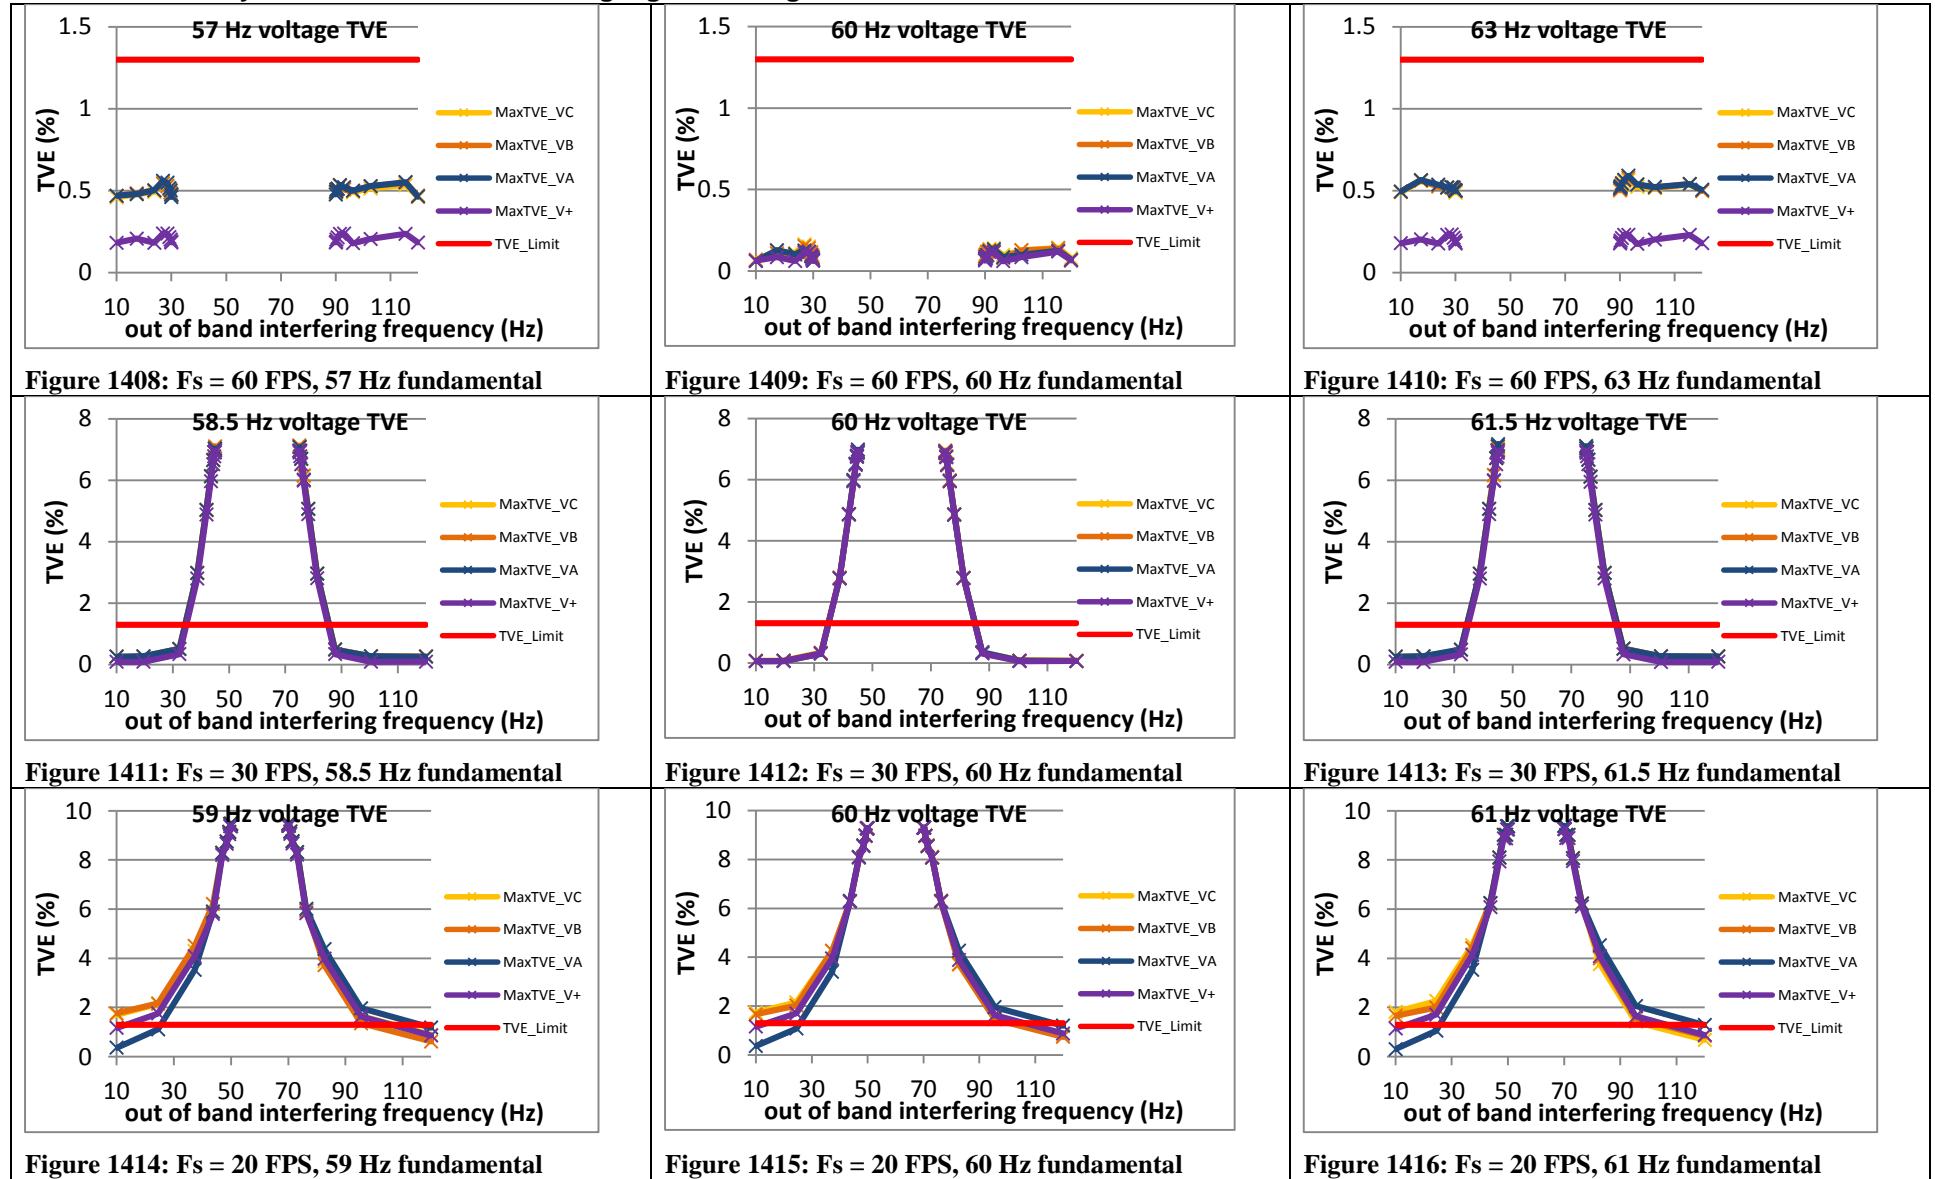 57 Hz voltage TVE
1.5
1
0.5
0
TVE (%)
10 30 50 70 90 110
out of band interfering frequency (Hz)
MaxTVE_VC
MaxTVE_VB
MaxTVE_VA
MaxTVE_V+
TVE_Limit
Figure 1408: Fs = 60 FPS, 57 Hz fundamental
60 Hz voltage TVE
1.5
1
0.5
0
TVE (%)
10 30 50 70 90 110
out of band interfering frequency (Hz)
MaxTVE_VC
MaxTVE_VB
MaxTVE_VA
MaxTVE_V+
TVE_Limit
Figure 1409: Fs = 60 FPS, 60 Hz fundamental
63 Hz voltage TVE
1.5
1
0.5
0
TVE (%)
10 30 50 70 90 110
out of band interfering frequency (Hz)
MaxTVE_VC
MaxTVE_VB
MaxTVE_VA
MaxTVE_V+
TVE_Limit
Figure 1410: Fs = 60 FPS, 63 Hz fundamental
58.5 Hz voltage TVE
8
6
4
2
0
TVE (%)
10 30 50 70 90 110
out of band interfering frequency (Hz)
MaxTVE_VC
MaxTVE_VB
MaxTVE_VA
MaxTVE_V+
TVE_Limit
Figure 1411: Fs = 30 FPS, 58.5 Hz fundamental
60 Hz voltage TVE
8
6
4
2
0
TVE (%)
10 30 50 70 90 110
out of band interfering frequency (Hz)
MaxTVE_VC
MaxTVE_VB
MaxTVE_VA
MaxTVE_V+
TVE_Limit
Figure 1412: Fs = 30 FPS, 60 Hz fundamental
61.5 Hz voltage TVE
8
6
4
2
0
TVE (%)
10 30 50 70 90 110
out of band interfering frequency (Hz)
MaxTVE_VC
MaxTVE_VB
MaxTVE_VA
MaxTVE_V+
TVE_Limit
Figure 1413: Fs = 30 FPS, 61.5 Hz fundamental
59 Hz voltage TVE
10
8
6
4
2
0
TVE (%)
10 30 50 70 90 110
out of band interfering frequency (Hz)
MaxTVE_VC
MaxTVE_VB
MaxTVE_VA
MaxTVE_V+
TVE_Limit
Figure 1414: Fs = 20 FPS, 59 Hz fundamental
60 Hz voltage TVE
10
8
6
4
2
0
TVE (%)
10 30 50 70 90 110
out of band interfering frequency (Hz)
MaxTVE_VC
MaxTVE_VB
MaxTVE_VA
MaxTVE_V+
TVE_Limit
Figure 1415: Fs = 20 FPS, 60 Hz fundamental
61 Hz voltage TVE
10
8
6
4
2
0
TVE (%)
10 30 50 70 90 110
out of band interfering frequency (Hz)
MaxTVE_VC
MaxTVE_VB
MaxTVE_VA
MaxTVE_V+
TVE_Limit
Figure 1416: Fs = 20 FPS, 61 Hz fundamental